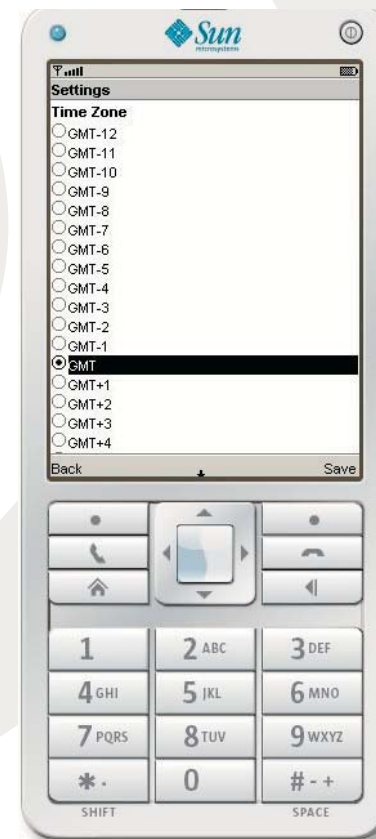 Sun
microsystems
Settings
Time Zone
GMT-12
GMT-11
GMT-10
GMT-9
GMT-8
GMT-7
GMT-6
GMT-5
GMT-4
GMT-3
GMT-2
GMT-1
GMT
GMT+1
GMT+2
GMT+3
GMT+4
Back Save
1 2 ABC 3 DEF
4 GHI 5 JKL 6 MNO
7 PQRS 8 TUV 9 WXYZ
* . 0 # - +
SHIFT SPACE